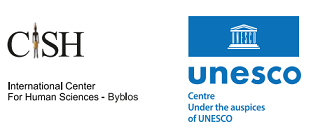 CISH
International Center
For Human Sciences - Byblos
unesco
Centre
Under the auspices
of UNESCO